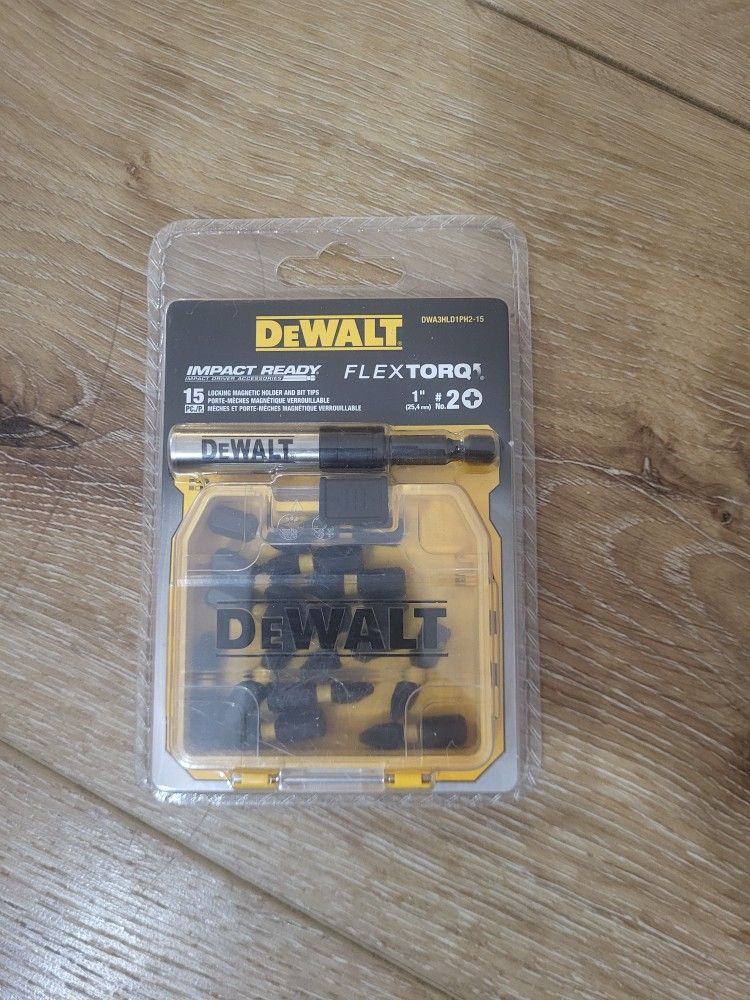 DEWALT
DWA3HLD1PH2-15
IMPACT READY
IMPACT DRIVER ACCESSORIES
FLEXTORQ
15 PC./P. LOCKING MAGNETIC HOLDER AND BIT TIPS
PORTE-MÈCHES MAGNÉTIQUE VERROUILLABLE
MÈCHES ET PORTE-MÈCHES MAGNÉTIQUE VERROUILLABLE
1"
(25,4 mm)
#
No. 2
DEWALT
DEWALT